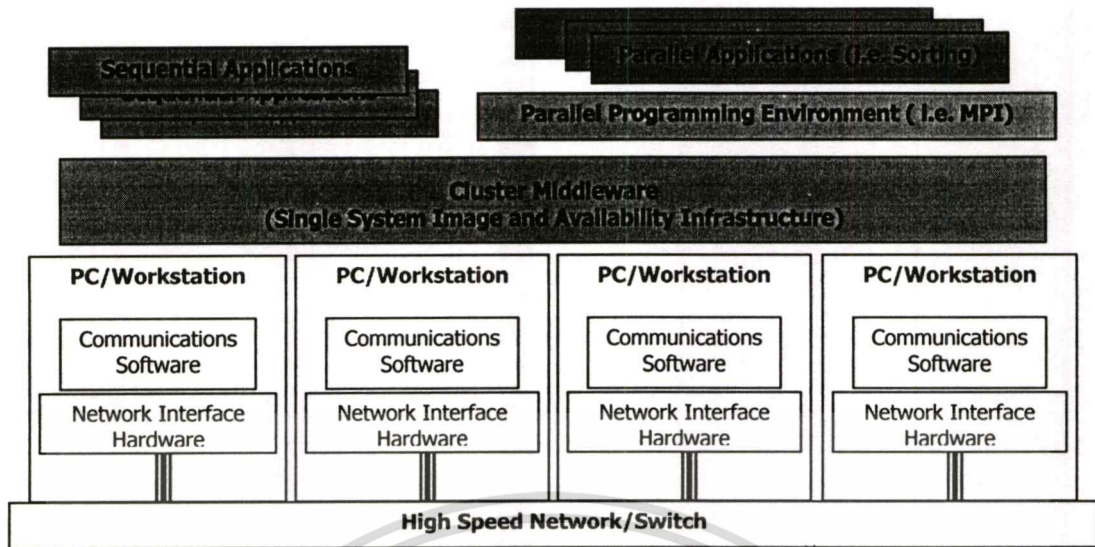 Sequential Applications
Parallel Applications (i.e. Sorting)
Parallel Programming Environment ( i.e. MPI)
Cluster Middleware
(Single System Image and Availability Infrastructure)
PC/Workstation
PC/Workstation
PC/Workstation
PC/Workstation
Communications
Software
Communications
Software
Communications
Software
Communications
Software
Network Interface
Hardware
Network Interface
Hardware
Network Interface
Hardware
Network Interface
Hardware
High Speed Network/Switch